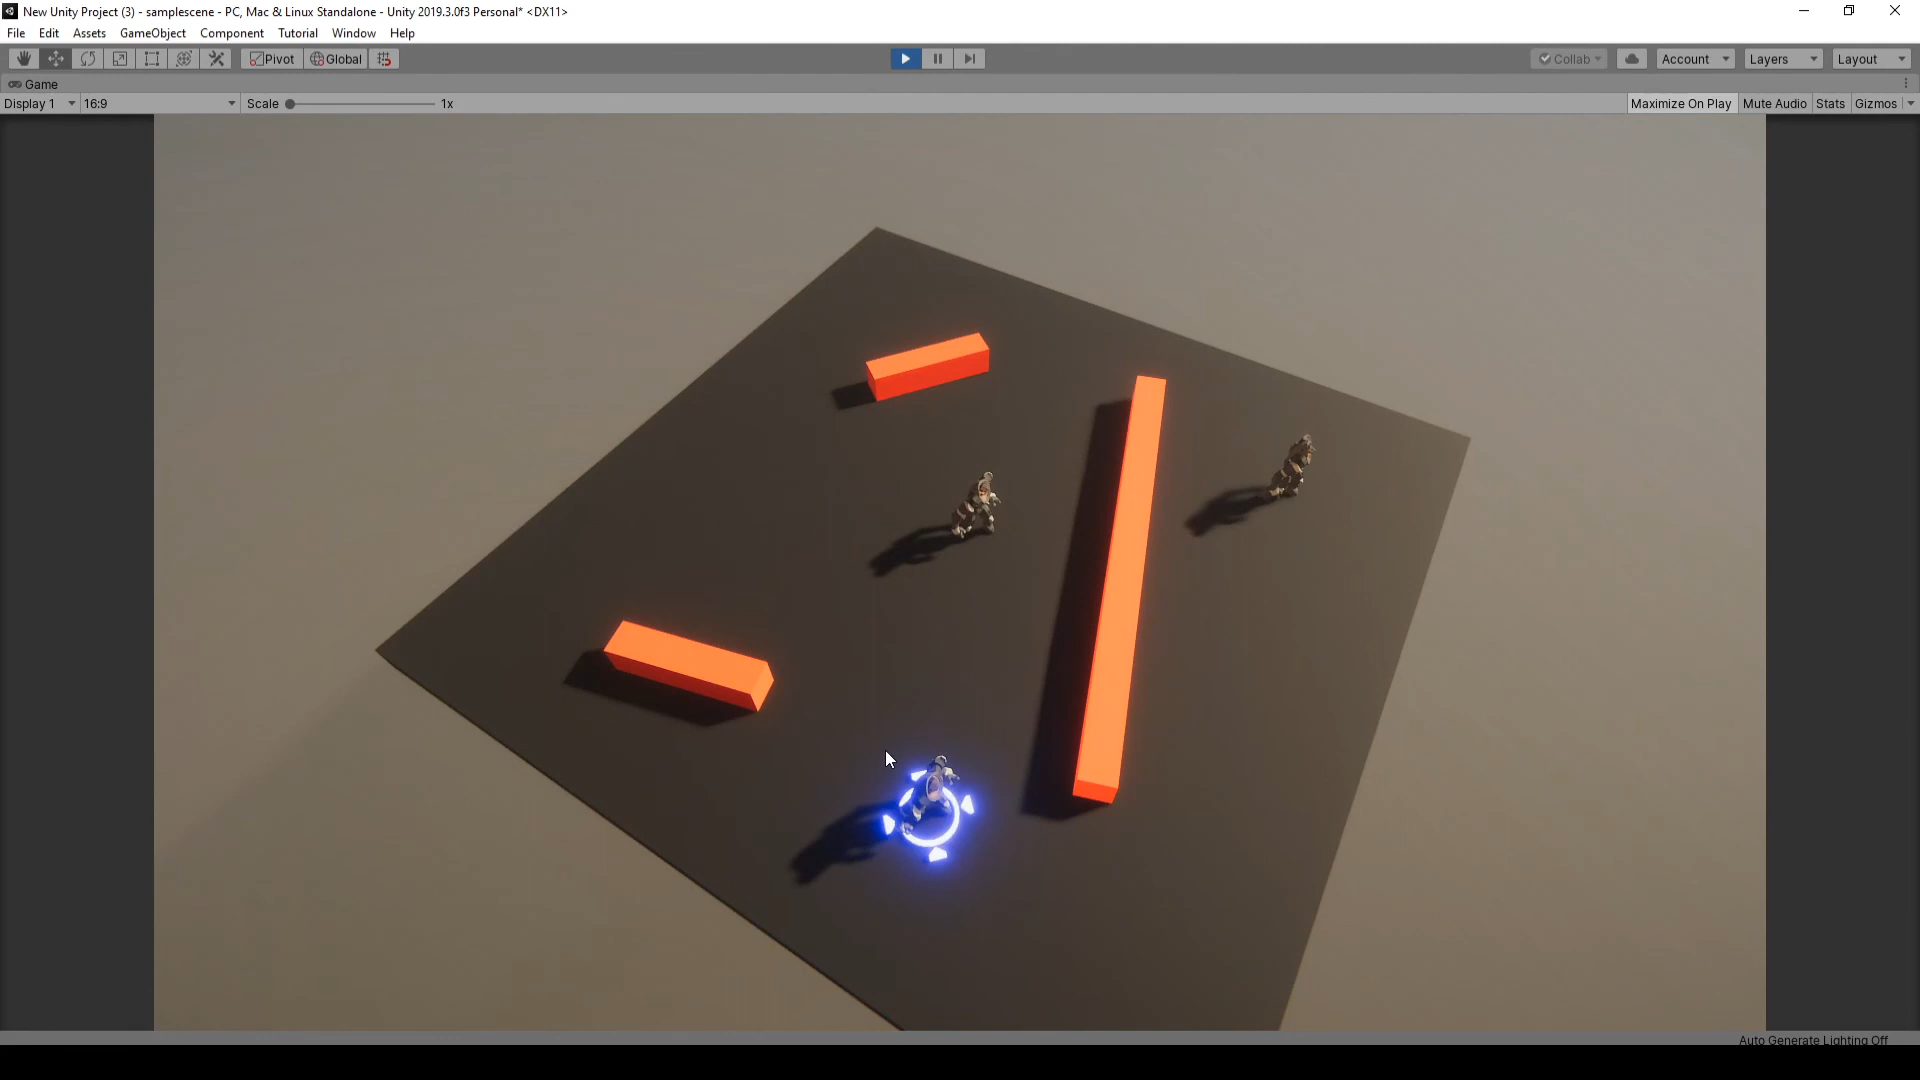 New Unity Project (3) - samplescene - PC, Mac & Linux Standalone - Unity 2019.3.0f3 Personal* <DX11>
File Edit Assets GameObject Component Tutorial Window Help
Pivot Global Collab Account Layers Layout
Game
Display 1 16:9 Scale 1x Maximize On Play Mute Audio Stats Gizmos
Auto Generate Lighting Off